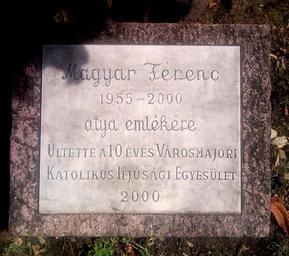 Magyar Ferenc
1955-2000
atya emlékére
ÜLTETTE A 10 ÉVES VÁROSMAJORI
KATOLIKUS IFJÚSÁGI EGYESÜLET
2000